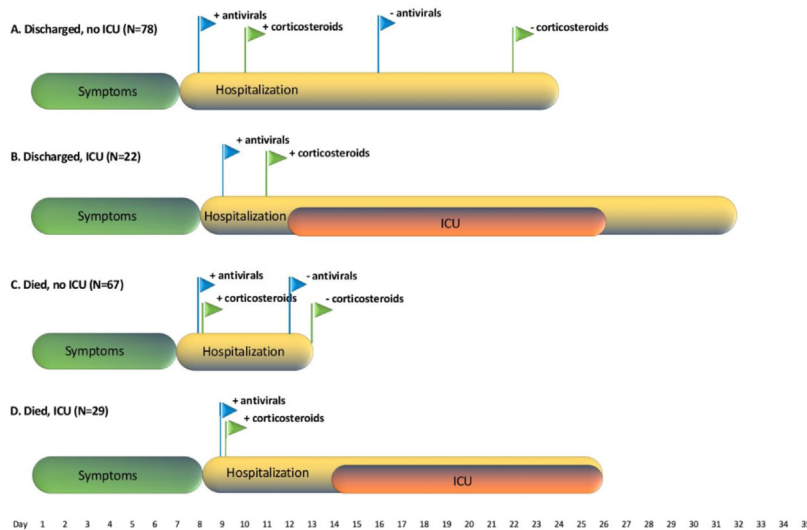 + antivirals
- antivirals
A. Discharged, no ICU (N=78)
+ corticosteroids
- corticosteroids
Symptoms
Hospitalization
+ antivirals
B. Discharged, ICU (N=22)
+ corticosteroids
Symptoms
Hospitalization
ICU
+ antivirals
- antivirals
C. Died, no ICU (N=67)
+ corticosteroids
- corticosteroids
Symptoms
Hospitalization
+ antivirals
D. Died, ICU (N=29)
+ corticosteroids
Symptoms
Hospitalization
ICU
Day 1 2 3 4 5 6 7 8 9 10 11 12 13 14 15 16 17 18 19 20 21 22 23 24 25 26 27 28 29 30 31 32 33 34